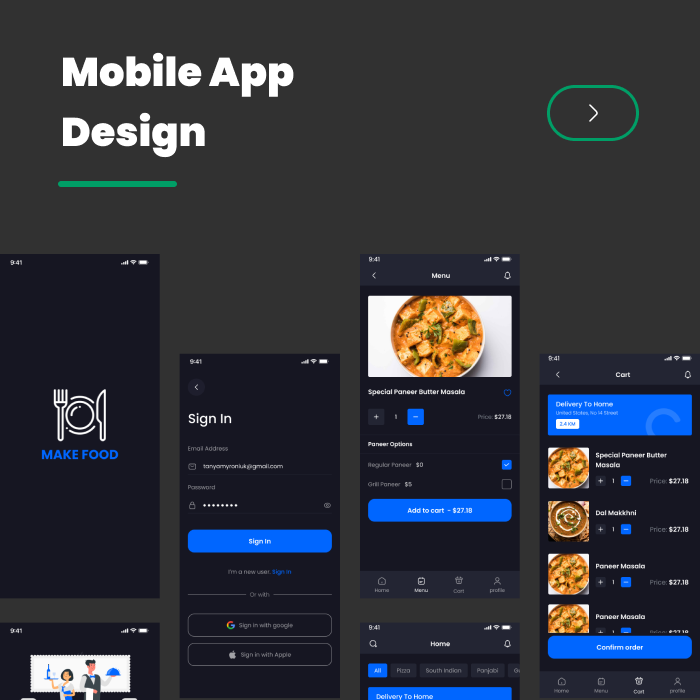 Mobile App
Design
9:41
MAKE FOOD
9:41
Sign In
Email Address
tanyamyroniuk@gmail.com
Password
Sign In
I'm a new user. Sign In
Or with
Sign in with google
Sign in with Apple
9:41
Menu
Special Paneer Butter Masala
1
Price: $27.18
Paneer Options
Regular Paneer $0
Grill Paneer $5
Add to cart - $27.18
Home Menu Cart profile
9:41
Cart
Delivery To Home
United States, No 14 Street
2.4 KM
Special Paneer Butter
Masala
1 Price: $27.18
Dal Makkhni
1 Price: $27.18
Paneer Masala
1 Price: $27.18
Paneer Masala
Confirm order
Home Menu Cart profile
9:41
9:41
Home
All Pizza South Indian Panjabi
Delivery To Home